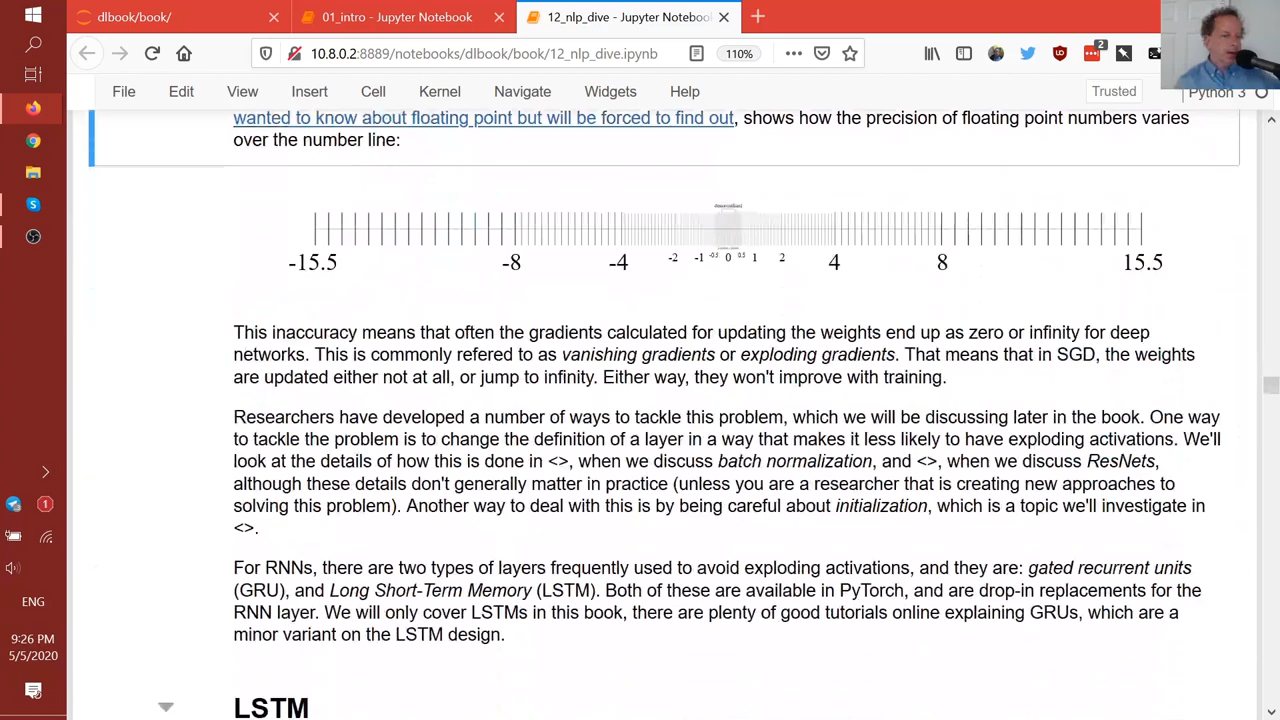 dlbook/book/
01_intro - Jupyter Notebook
12_nlp_dive - Jupyter Notebook
10.8.0.2:8889/notebooks/dlbook/book/12_nlp_dive.ipynb
110%
2
File Edit View Insert Cell Kernel Navigate Widgets Help
Trusted
Python 3
wanted to know about floating point but will be forced to find out, shows how the precision of floating point numbers varies
over the number line:
-15.5 -8 -4 -2 -1 -0.5 0 0.5 1 2 4 8 15.5
This inaccuracy means that often the gradients calculated for updating the weights end up as zero or infinity for deep
networks. This is commonly refered to as vanishing gradients or exploding gradients. That means that in SGD, the weights
are updated either not at all, or jump to infinity. Either way, they won't improve with training.
Researchers have developed a number of ways to tackle this problem, which we will be discussing later in the book. One way
to tackle the problem is to change the definition of a layer in a way that makes it less likely to have exploding activations. We'll
look at the details of how this is done in <>, when we discuss batch normalization, and <>, when we discuss ResNets,
although these details don't generally matter in practice (unless you are a researcher that is creating new approaches to
solving this problem). Another way to deal with this is by being careful about initialization, which is a topic we'll investigate in
<>.
For RNNs, there are two types of layers frequently used to avoid exploding activations, and they are: gated recurrent units
(GRU), and Long Short-Term Memory (LSTM). Both of these are available in PyTorch, and are drop-in replacements for the
RNN layer. We will only cover LSTMs in this book, there are plenty of good tutorials online explaining GRUs, which are a
minor variant on the LSTM design.
LSTM
1
ENG
9:26 PM
5/5/2020